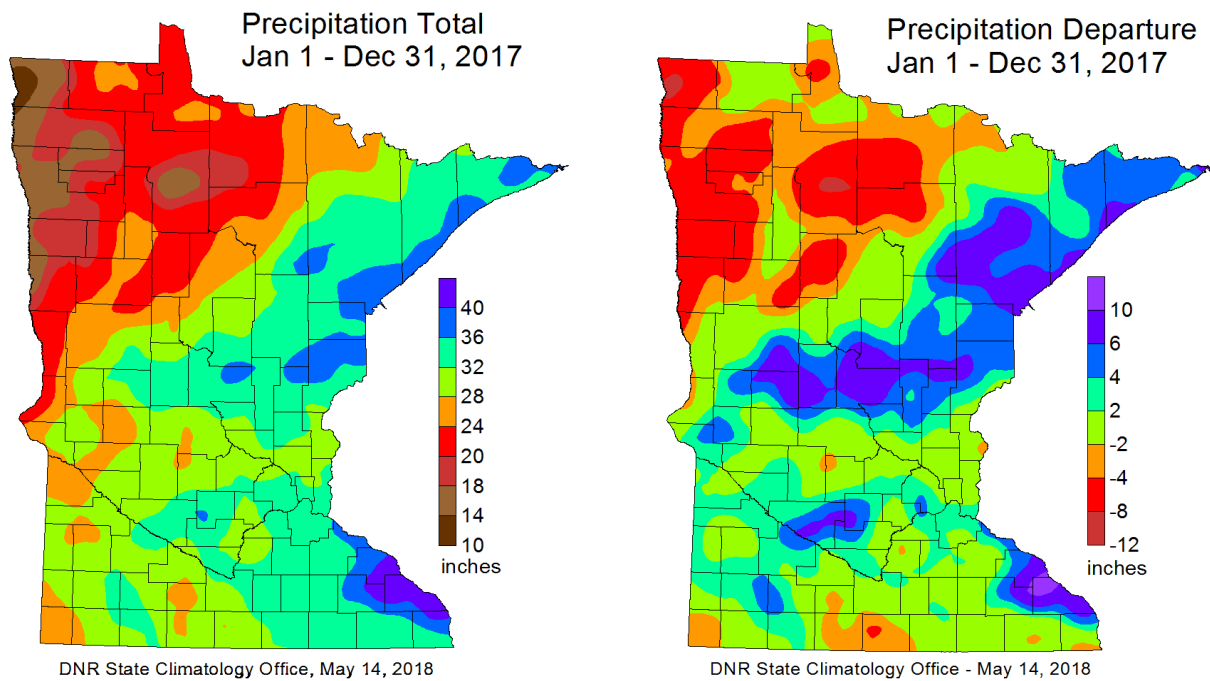 Precipitation Total
Jan 1 - Dec 31, 2017
40
36
32
28
24
20
18
14
10
inches
DNR State Climatology Office, May 14, 2018
Precipitation Departure
Jan 1 - Dec 31, 2017
10
6
4
2
-2
-4
-8
-12
inches
DNR State Climatology Office - May 14, 2018